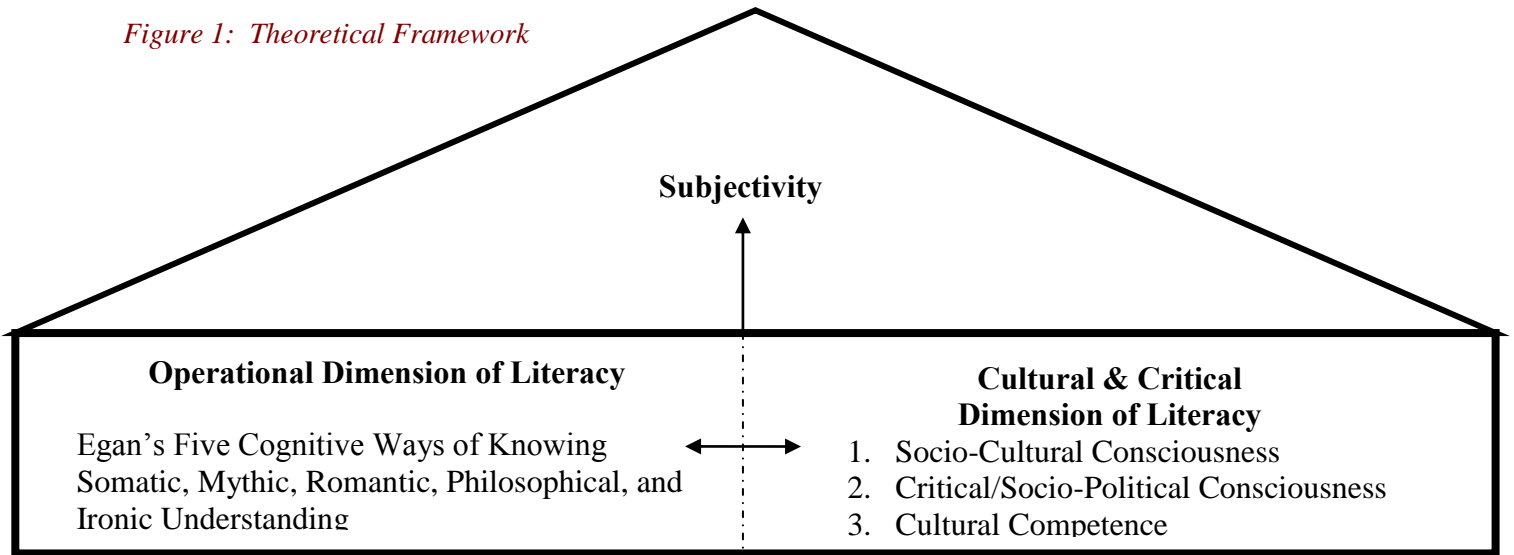 Figure 1: Theoretical Framework
Subjectivity
Operational Dimension of Literacy
Egan’s Five Cognitive Ways of Knowing
Somatic, Mythic, Romantic, Philosophical, and
Ironic Understanding
Cultural & Critical
Dimension of Literacy
1. Socio-Cultural Consciousness
2. Critical/Socio-Political Consciousness
3. Cultural Competence